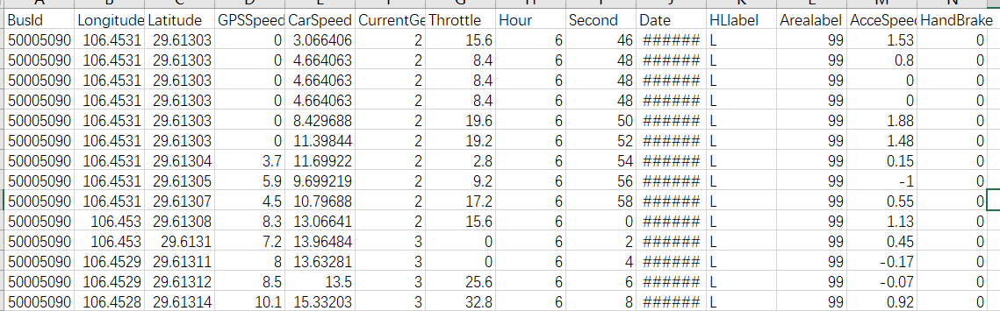 BusId Longitude Latitude GPSSpeed CarSpeed CurrentGe Throttle Hour Second Date HLlabel Arealabel AcceSpee HandBrake
50005090 106.4531 29.61303 0 3.066406 2 15.6 6 46 ###### L 99 1.53 0
50005090 106.4531 29.61303 0 4.664063 2 8.4 6 48 ###### L 99 0.8 0
50005090 106.4531 29.61303 0 4.664063 2 8.4 6 48 ###### L 99 0 0
50005090 106.4531 29.61303 0 4.664063 2 8.4 6 48 ###### L 99 0 0
50005090 106.4531 29.61303 0 8.429688 2 19.6 6 50 ###### L 99 1.88 0
50005090 106.4531 29.61303 0 11.39844 2 19.2 6 52 ###### L 99 1.48 0
50005090 106.4531 29.61304 3.7 11.69922 2 2.8 6 54 ###### L 99 0.15 0
50005090 106.4531 29.61305 5.9 9.699219 2 9.2 6 56 ###### L 99 -1 0
50005090 106.4531 29.61307 4.5 10.79688 2 17.2 6 58 ###### L 99 0.55 0
50005090 106.453 29.61308 8.3 13.06641 2 15.6 6 0 ###### L 99 1.13 0
50005090 106.453 29.6131 7.2 13.96484 3 0 6 2 ###### L 99 0.45 0
50005090 106.4529 29.61311 8 13.63281 3 0 6 4 ###### L 99 -0.17 0
50005090 106.4529 29.61312 8.5 13.5 3 25.6 6 6 ###### L 99 -0.07 0
50005090 106.4528 29.61314 10.1 15.33203 3 32.8 6 8 ###### L 99 0.92 0